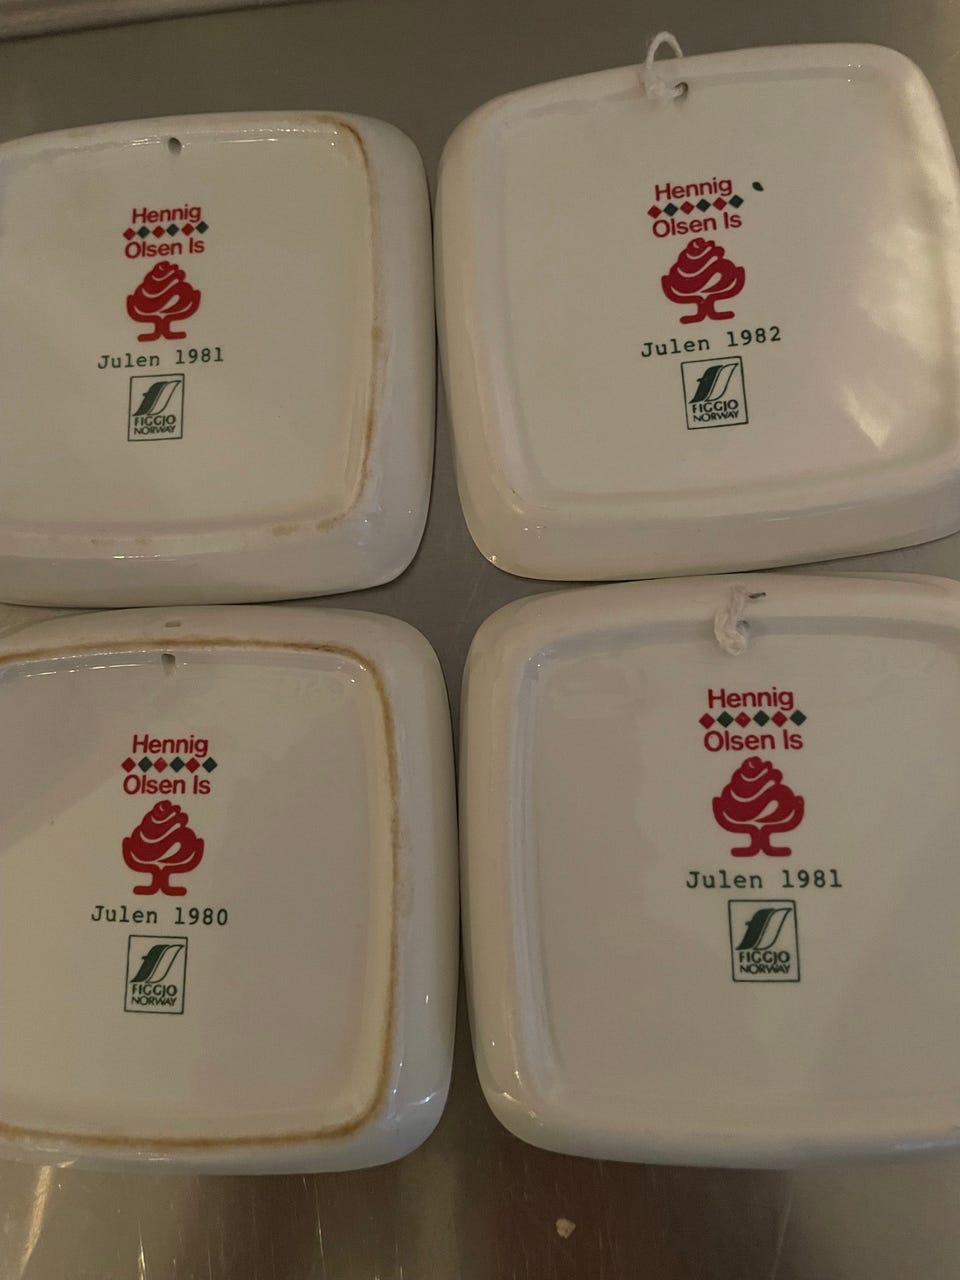 Hennig
Olsen Is
Julen 1981
FIGGJO
NORWAY
Hennig
Olsen Is
Julen 1982
FIGGJO
NORWAY
Hennig
Olsen Is
Julen 1980
FIGGJO
NORWAY
Hennig
Olsen Is
Julen 1981
FIGGJO
NORWAY